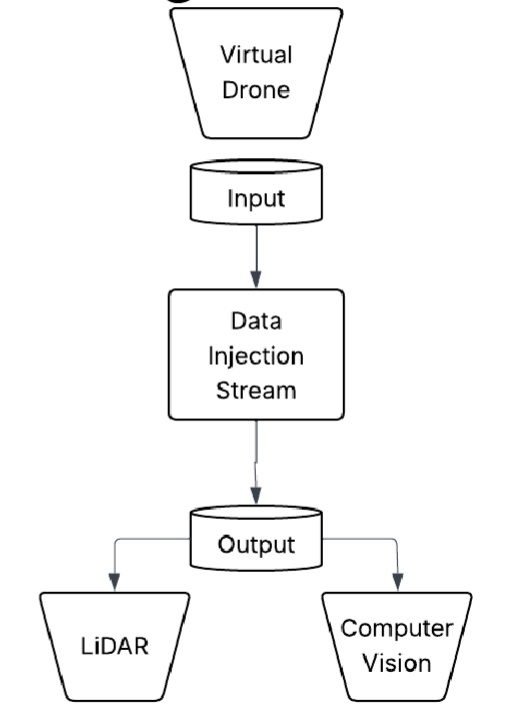 Virtual
Drone
Input
Data
Injection
Stream
Output
LiDAR
Computer
Vision